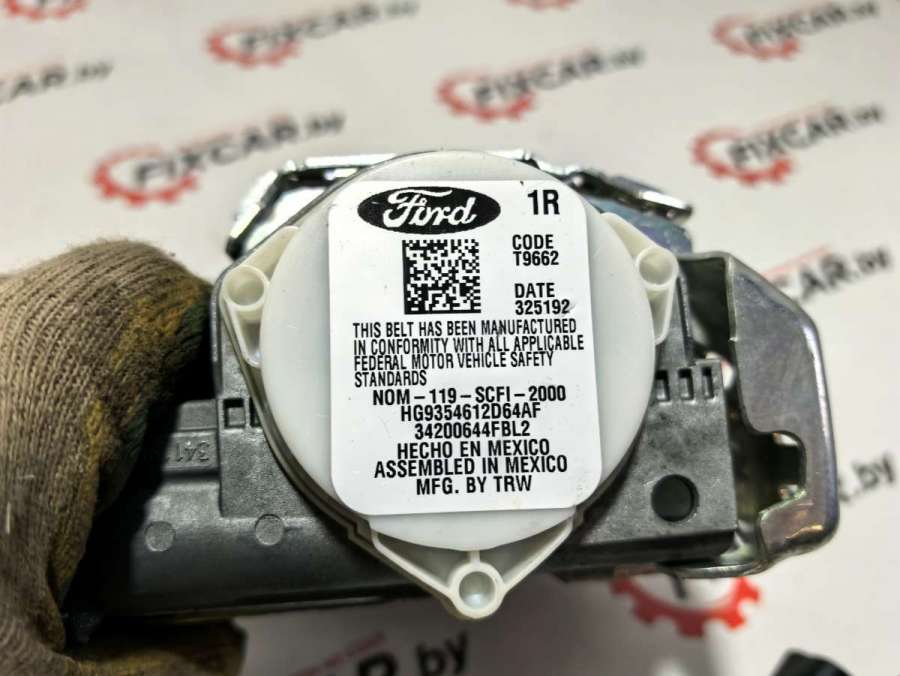 FIXCAR.by
FIXCAR.by
FIXCAR.by
FIXCAR.by
FIXCAR.by
Ford
1R
CODE
T9662
DATE
325192
THIS BELT HAS BEEN MANUFACTURED
IN CONFORMITY WITH ALL APPLICABLE
FEDERAL MOTOR VEHICLE SAFETY
STANDARDS
NOM-119-SCFI-2000
HG9354612D64AF
34200644FBL2
HECHO EN MEXICO
ASSEMBLED IN MEXICO
MFG. BY TRW
341